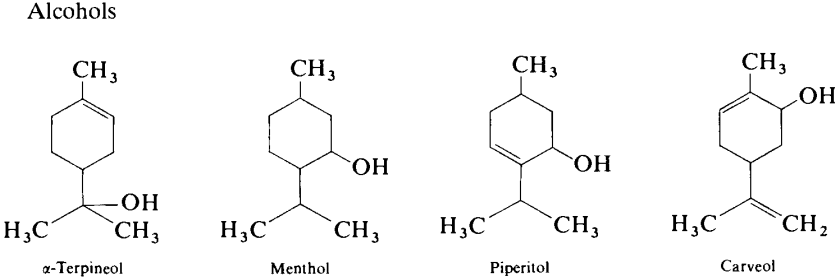 Alcohols
CH3
OH
H3C CH3
α-Terpineol
CH3
OH
H3C CH3
Menthol
CH3
OH
H3C CH3
Piperitol
CH3
OH
H3C CH2
Carveol